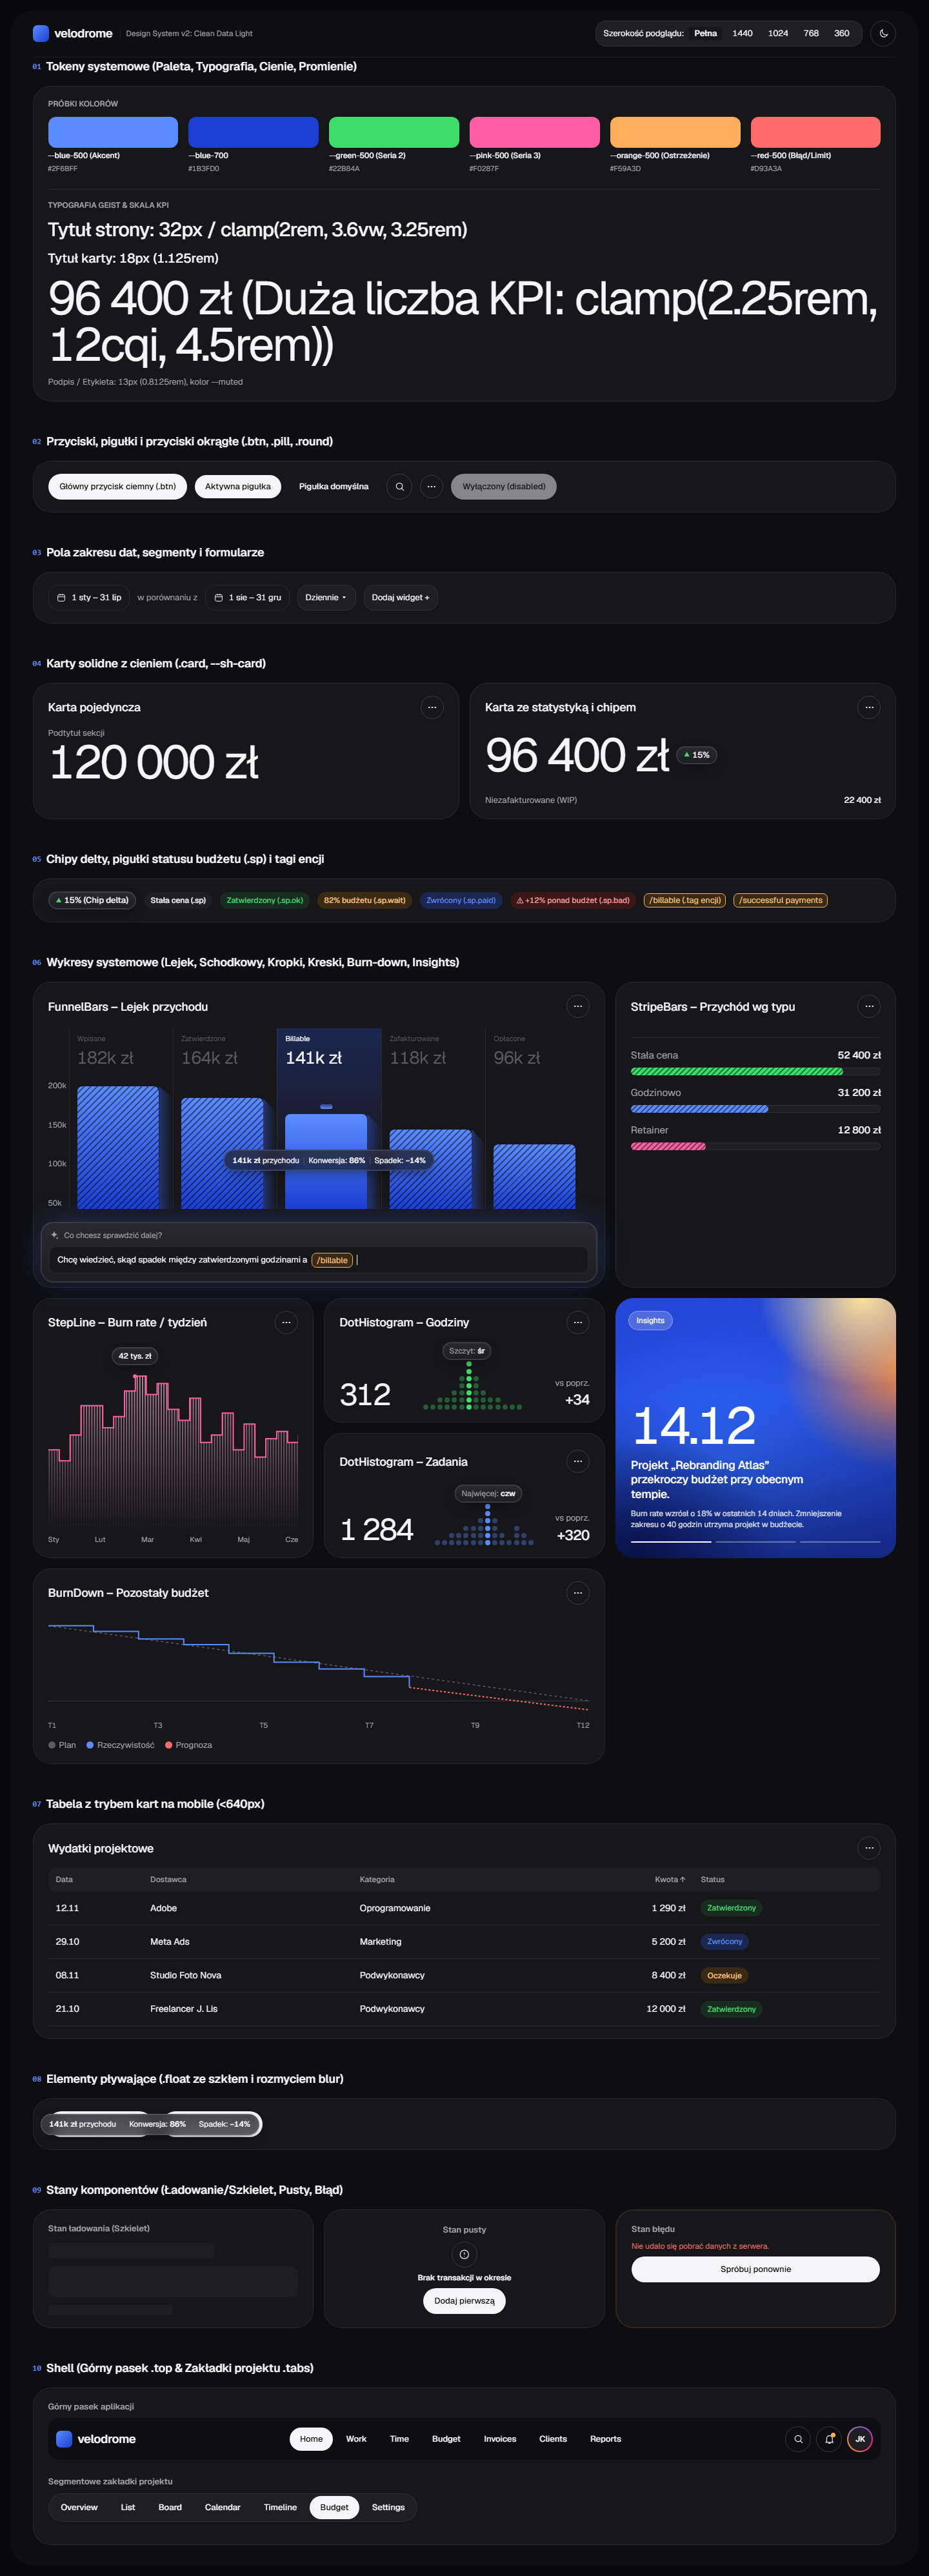 velodrome
Design System v2: Clean Data Light
Szerokość podglądu: Pełna 1440 1024 768 360
01 Tokeny systemowe (Paleta, Typografia, Cienie, Promienie)
PRÓBKI KOLORÓW
--blue-500 (Akcent)
#2F6BFF
--blue-700
#1B3FD0
--green-500 (Seria 2)
#22B84A
--pink-500 (Seria 3)
#F0287F
--orange-500 (Ostrzeżenie)
#F59A3D
--red-500 (Błąd/Limit)
#D93A3A
TYPOGRAFIA GEIST & SKALA KPI
Tytuł strony: 32px / clamp(2rem, 3.6vw, 3.25rem)
Tytuł karty: 18px (1.125rem)
96 400 zł (Duża liczba KPI: clamp(2.25rem,
12cqi, 4.5rem))
Podpis / Etykieta: 13px (0.8125rem), kolor --muted
02 Przyciski, pigułki i przyciski okrągłe (.btn, .pill, .round)
Główny przycisk ciemny (.btn)
Aktywna pigułka
Pigułka domyślna
Wyłączony (disabled)
03 Pola zakresu dat, segmenty i formularze
1 sty – 31 lip
w porównaniu z
1 sie – 31 gru
Dziennie
Dodaj widget +
04 Karty solidne z cieniem (.card, --sh-card)
Karta pojedyncza
Podtytuł sekcji
120 000 zł
Karta ze statystyką i chipem
96 400 zł
▲ 15%
Niezafakturowane (WIP)
22 400 zł
05 Chipy delty, pigułki statusu budżetu (.sp) i tagi encji
▲ 15% (Chip delta)
Stała cena (.sp)
Zatwierdzony (.sp.ok)
82% budżetu (.sp.wait)
Zwrócony (.sp.paid)
⚠ +12% ponad budżet (.sp.bad)
/billable (.tag encji)
/successful payments
06 Wykresy systemowe (Lejek, Schodkowy, Kropki, Kreski, Burn-down, Insights)
FunnelBars – Lejek przychodu
Wpisane
182k zł
Zatwierdzone
164k zł
Billable
141k zł
Zafakturowane
118k zł
Opłacone
96k zł
200k
150k
100k
50k
141k zł przychodu Konwersja: 86% Spadek: −14%
Co chcesz sprawdzić dalej?
Chcę wiedzieć, skąd spadek między zatwierdzonymi godzinami a /billable
StripeBars – Przychód wg typu
Stała cena 52 400 zł
Godzinowo 31 200 zł
Retainer 12 800 zł
StepLine – Burn rate / tydzień
42 tys. zł
Sty Lut Mar Kwi Maj Cze
DotHistogram – Godziny
Szczyt: śr
312
vs poprz.
+34
DotHistogram – Zadania
Najwięcej: czw
1 284
vs poprz.
+320
Insights
14.12
Projekt „Rebranding Atlas”
przekroczy budżet przy obecnym
tempie.
Burn rate wzrósł o 18% w ostatnich 14 dniach. Zmniejszenie
zakresu o 40 godzin utrzyma projekt w budżecie.
BurnDown – Pozostały budżet
T1 T3 T5 T7 T9 T12
Plan Rzeczywistość Prognoza
07 Tabela z trybem kart na mobile (<640px)
Wydatki projektowe
Data Dostawca Kategoria Kwota ↑ Status
12.11 Adobe Oprogramowanie 1 290 zł Zatwierdzony
29.10 Meta Ads Marketing 5 200 zł Zwrócony
08.11 Studio Foto Nova Podwykonawcy 8 400 zł Oczekuje
21.10 Freelancer J. Lis Podwykonawcy 12 000 zł Zatwierdzony
08 Elementy pływające (.float ze szkłem i rozmyciem blur)
141k zł przychodu Konwersja: 86% Spadek: −14%
09 Stany komponentów (Ładowanie/Szkielet, Pusty, Błąd)
Stan ładowania (Szkielet)
Stan pusty
Brak transakcji w okresie
Dodaj pierwszą
Stan błędu
Nie udało się pobrać danych z serwera.
Spróbuj ponownie
10 Shell (Górny pasek .top & Zakładki projektu .tabs)
Górny pasek aplikacji
velodrome
Home Work Time Budget Invoices Clients Reports
JK
Segmentowe zakładki projektu
Overview List Board Calendar Timeline Budget Settings